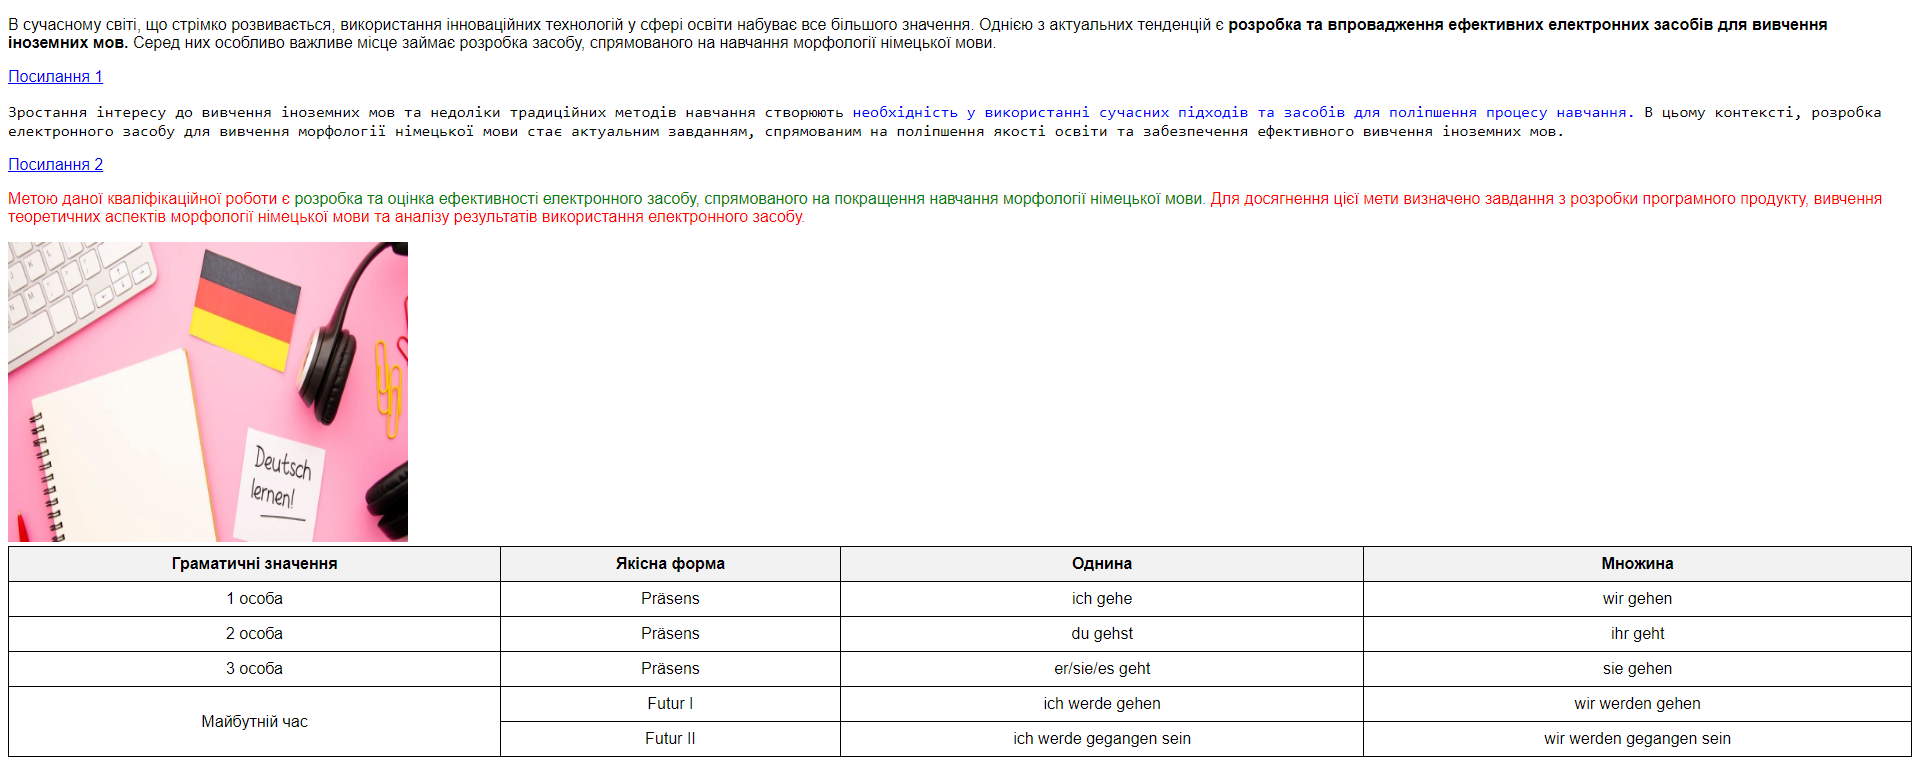 В сучасному світі, що стрімко розвивається, використання інноваційних технологій у сфері освіти набуває все більшого значення. Однією з актуальних тенденцій є розробка та впровадження ефективних електронних засобів для вивчення
іноземних мов. Серед них особливо важливе місце займає розробка засобу, спрямованого на навчання морфології німецької мови.
Посилання 1
Зростання інтересу до вивчення іноземних мов та недоліки традиційних методів навчання створюють необхідність у використанні сучасних підходів та засобів для поліпшення процесу навчання. В цьому контексті, розробка
електронного засобу для вивчення морфології німецької мови стає актуальним завданням, спрямованим на поліпшення якості освіти та забезпечення ефективного вивчення іноземних мов.
Посилання 2
Метою даної кваліфікаційної роботи є розробка та оцінка ефективності електронного засобу, спрямованого на покращення навчання морфології німецької мови. Для досягнення цієї мети визначено завдання з розробки програмного продукту, вивчення
теоретичних аспектів морфології німецької мови та аналізу результатів використання електронного засобу.
Deutsch
lernen!
Граматичні значення Якісна форма Однина Множина
1 особа Präsens ich gehe wir gehen
2 особа Präsens du gehst ihr geht
3 особа Präsens er/sie/es geht sie gehen
Майбутній час Futur I ich werde gehen wir werden gehen
Futur II ich werde gegangen sein wir werden gegangen sein